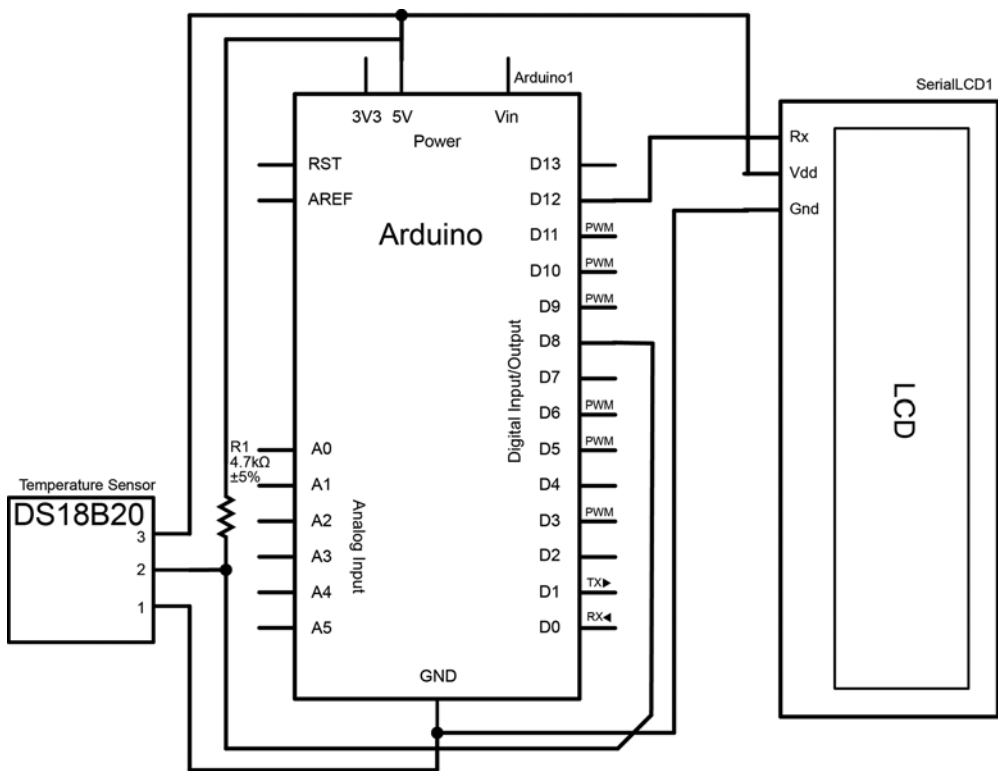 Arduino1
SerialLCD1
3V3 5V Vin
Power
RST
AREF
Arduino
D13
D12
D11 PWM
D10 PWM
D9 PWM
D8
D7
D6 PWM
D5 PWM
D4
D3 PWM
D2
D1 TX▶
D0 RX◀
Digital Input/Output
Rx
Vdd
Gnd
LCD
R1
4.7kΩ
±5%
A0
A1
A2
A3
A4
A5
Analog Input
Temperature Sensor
DS18B20
3
2
1
GND